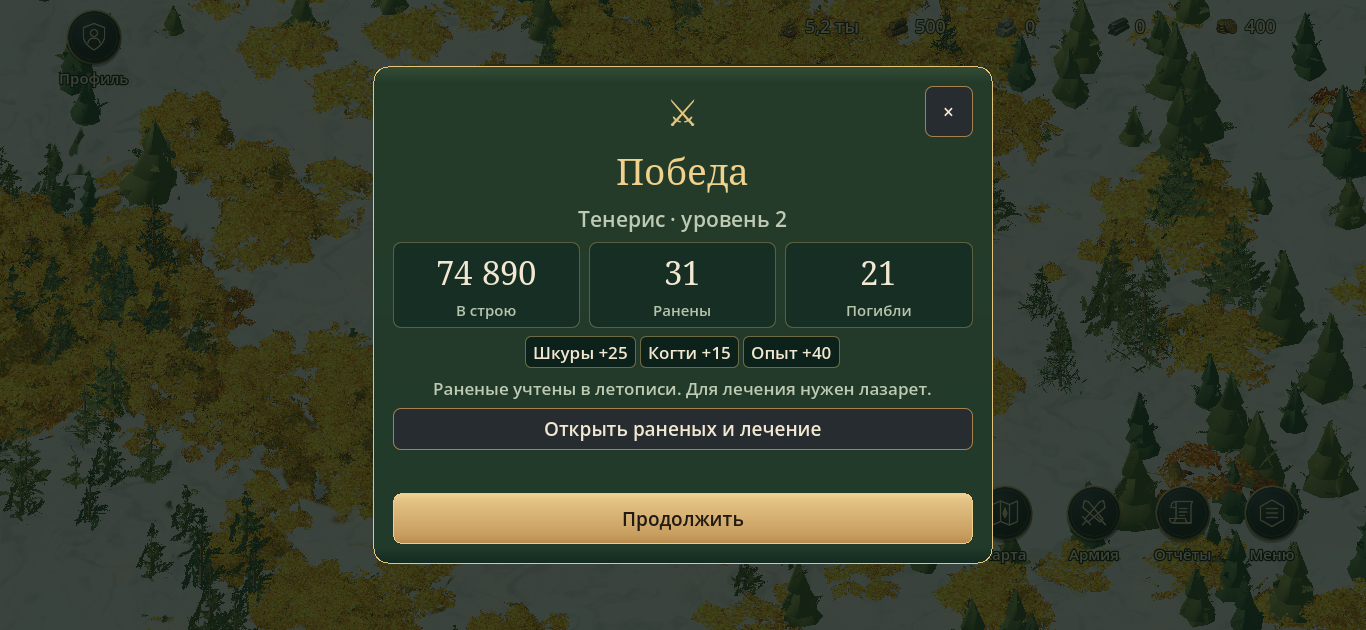 5,2 ты 500 0 0 400
Профиль
×
Победа
Тенерис · уровень 2
74 890 31 21
В строю Ранены Погибли
Шкуры +25 Когти +15 Опыт +40
Раненые учтены в летописи. Для лечения нужен лазарет.
Открыть раненых и лечение
Продолжить
арта Армия Отчёты Меню